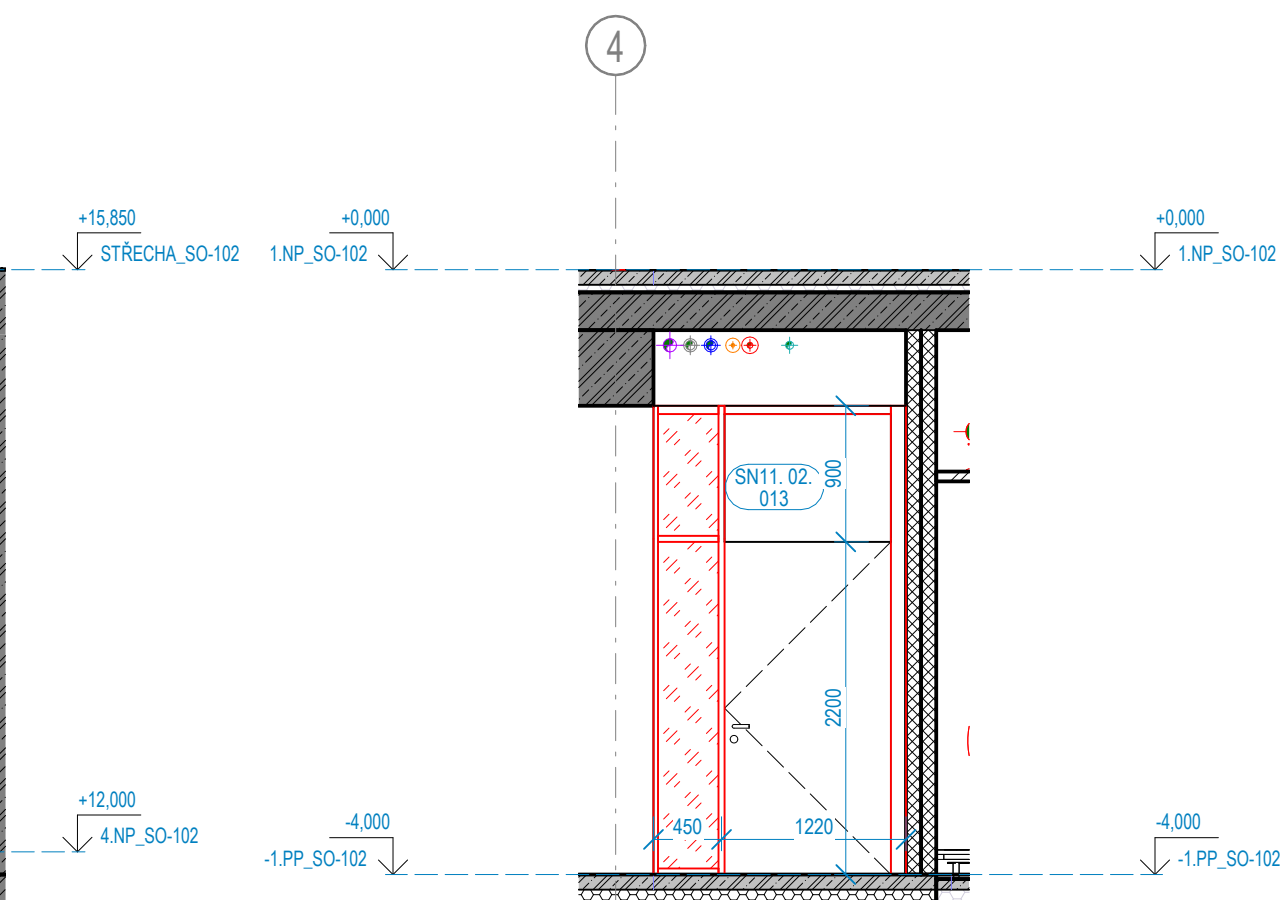 4
+15,850
STŘECHA_SO-102
+0,000
1.NP_SO-102
+0,000
1.NP_SO-102
SN11. 02.
013
900
2200
450
1220
+12,000
4.NP_SO-102
-4,000
-1.PP_SO-102
-4,000
-1.PP_SO-102